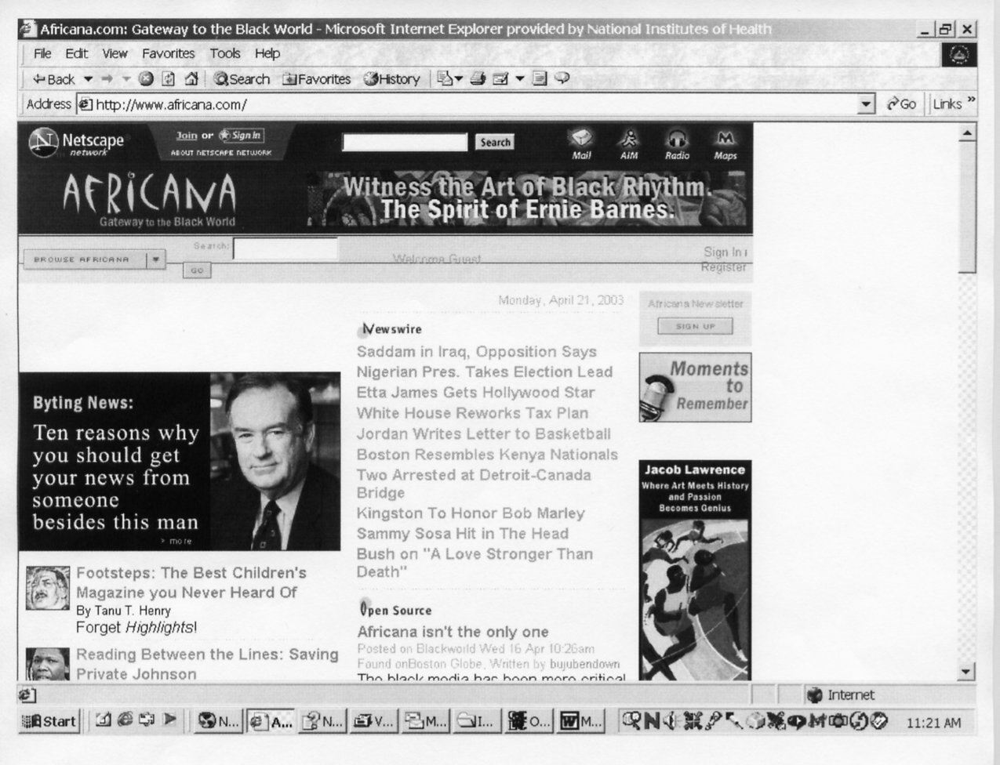 Africana.com: Gateway to the Black World - Microsoft Internet Explorer provided by National Institutes of Health
File Edit View Favorites Tools Help
Back Search Favorites History
Address http://www.africana.com/ Go Links »
N Netscape network
Join or Sign In
ABOUT NETSCAPE NETWORK
Search
Mail AIM Radio Maps
AFRICANA
Gateway to the Black World
Witness the Art of Black Rhythm.
The Spirit of Ernie Barnes.
BROWSE AFRICANA
Search:
GO
Welcome Guest
Sign In
Register
Monday, April 21, 2003
Byting News:
Ten reasons why
you should get
your news from
someone
besides this man
> more
Footsteps: The Best Children's
Magazine you Never Heard Of
By Tanu T. Henry
Forget Highlights!
Reading Between the Lines: Saving
Private Johnson
Newswire
Saddam in Iraq, Opposition Says
Nigerian Pres. Takes Election Lead
Etta James Gets Hollywood Star
White House Reworks Tax Plan
Jordan Writes Letter to Basketball
Boston Resembles Kenya Nationals
Two Arrested at Detroit-Canada
Bridge
Kingston To Honor Bob Marley
Sammy Sosa Hit in The Head
Bush on "A Love Stronger Than
Death"
Open Source
Africana isn't the only one
Posted on Blackworld Wed 16 Apr 10:26am
Found onBoston Globe, Written by bujubendown
The black media has been more critical
Africana Newsletter
SIGN UP
Moments
to
Remember
Jacob Lawrence
Where Art Meets History
and Passion
Becomes Genius
Internet
Start N... A... N... V... M... I... O... M... 11:21 AM